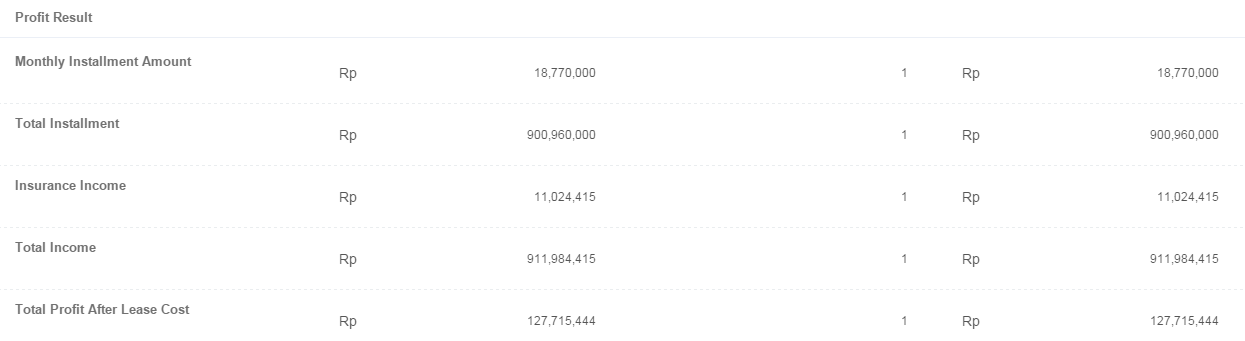 Profit Result
Monthly Installment Amount Rp 18,770,000 1 Rp 18,770,000
Total Installment Rp 900,960,000 1 Rp 900,960,000
Insurance Income Rp 11,024,415 1 Rp 11,024,415
Total Income Rp 911,984,415 1 Rp 911,984,415
Total Profit After Lease Cost Rp 127,715,444 1 Rp 127,715,444